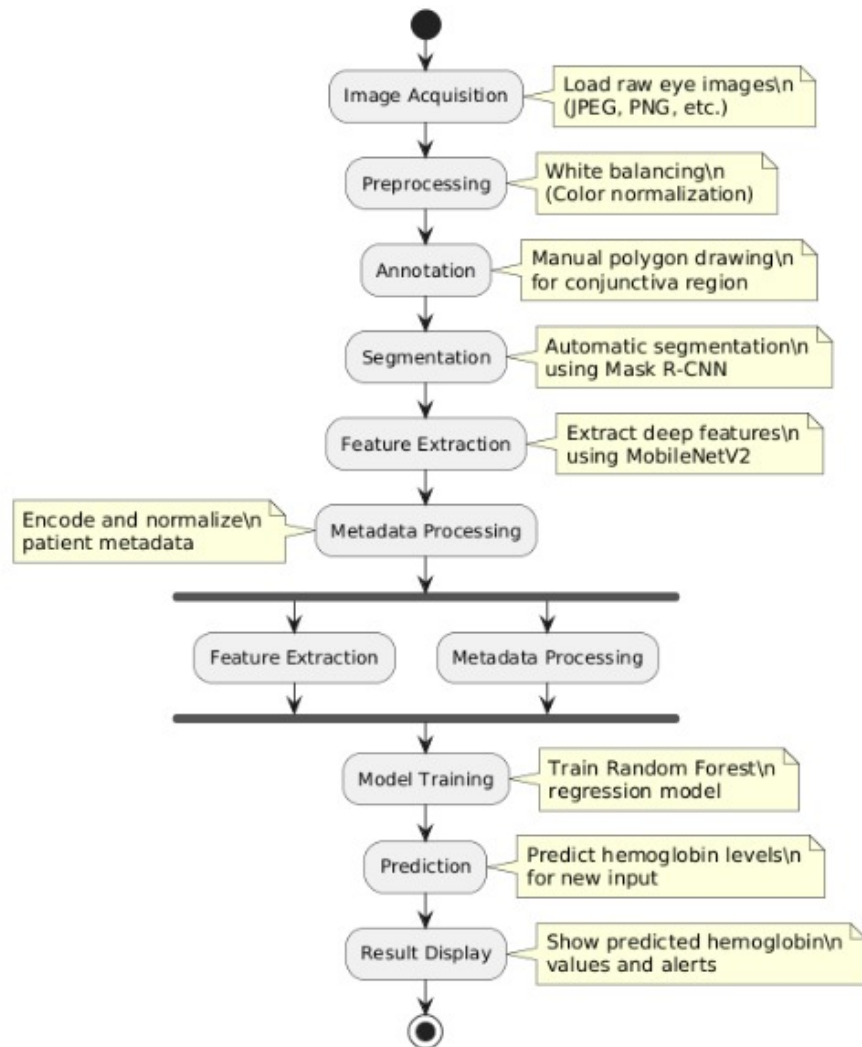 Image Acquisition
Load raw eye images\n
(JPEG, PNG, etc.)
Preprocessing
White balancing\n
(Color normalization)
Annotation
Manual polygon drawing\n
for conjunctiva region
Segmentation
Automatic segmentation\n
using Mask R-CNN
Feature Extraction
Extract deep features\n
using MobileNetV2
Encode and normalize\n
patient metadata
Metadata Processing
Feature Extraction
Metadata Processing
Model Training
Train Random Forest\n
regression model
Prediction
Predict hemoglobin levels\n
for new input
Result Display
Show predicted hemoglobin\n
values and alerts